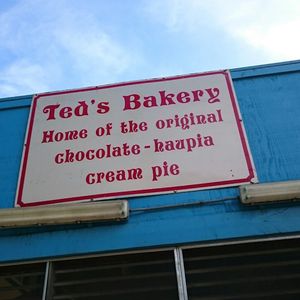 Ted's Bakery
Home of the original
chocolate-haupia
cream pie